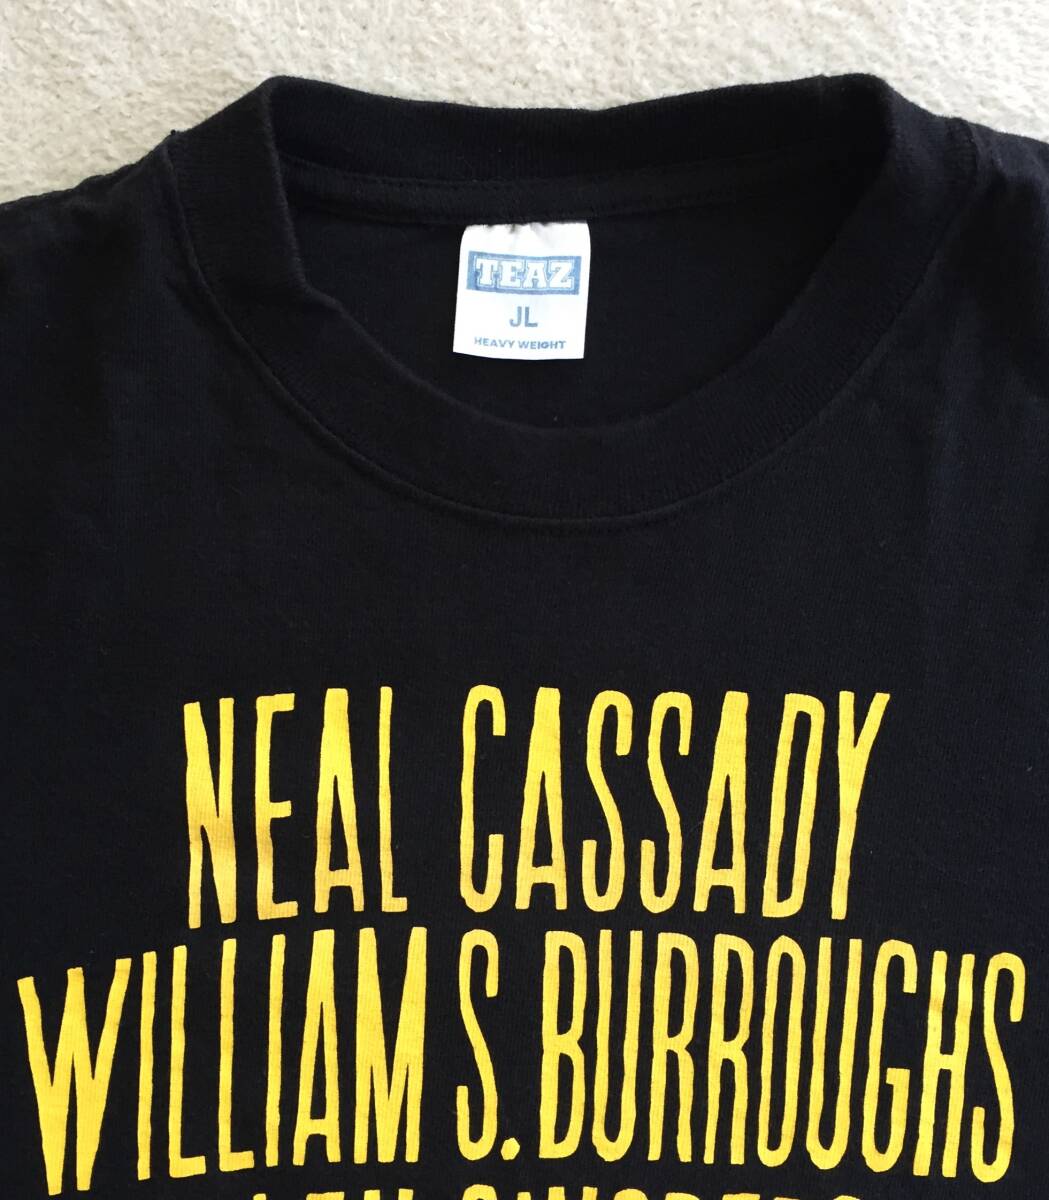 TEAZ
JL
HEAVY WEIGHT
NEAL CASSADY
WILLIAM S. BURROUGHS